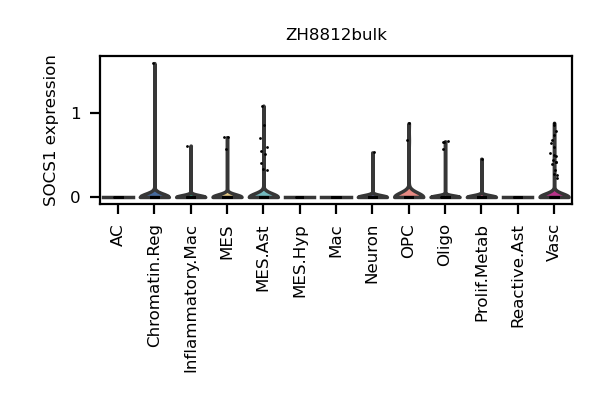 ZH8812bulk
SOCS1 expression
1
0
AC
Chromatin.Reg
Inflammatory.Mac
MES
MES.Ast
MES.Hyp
Mac
Neuron
OPC
Oligo
Prolif.Metab
Reactive.Ast
Vasc